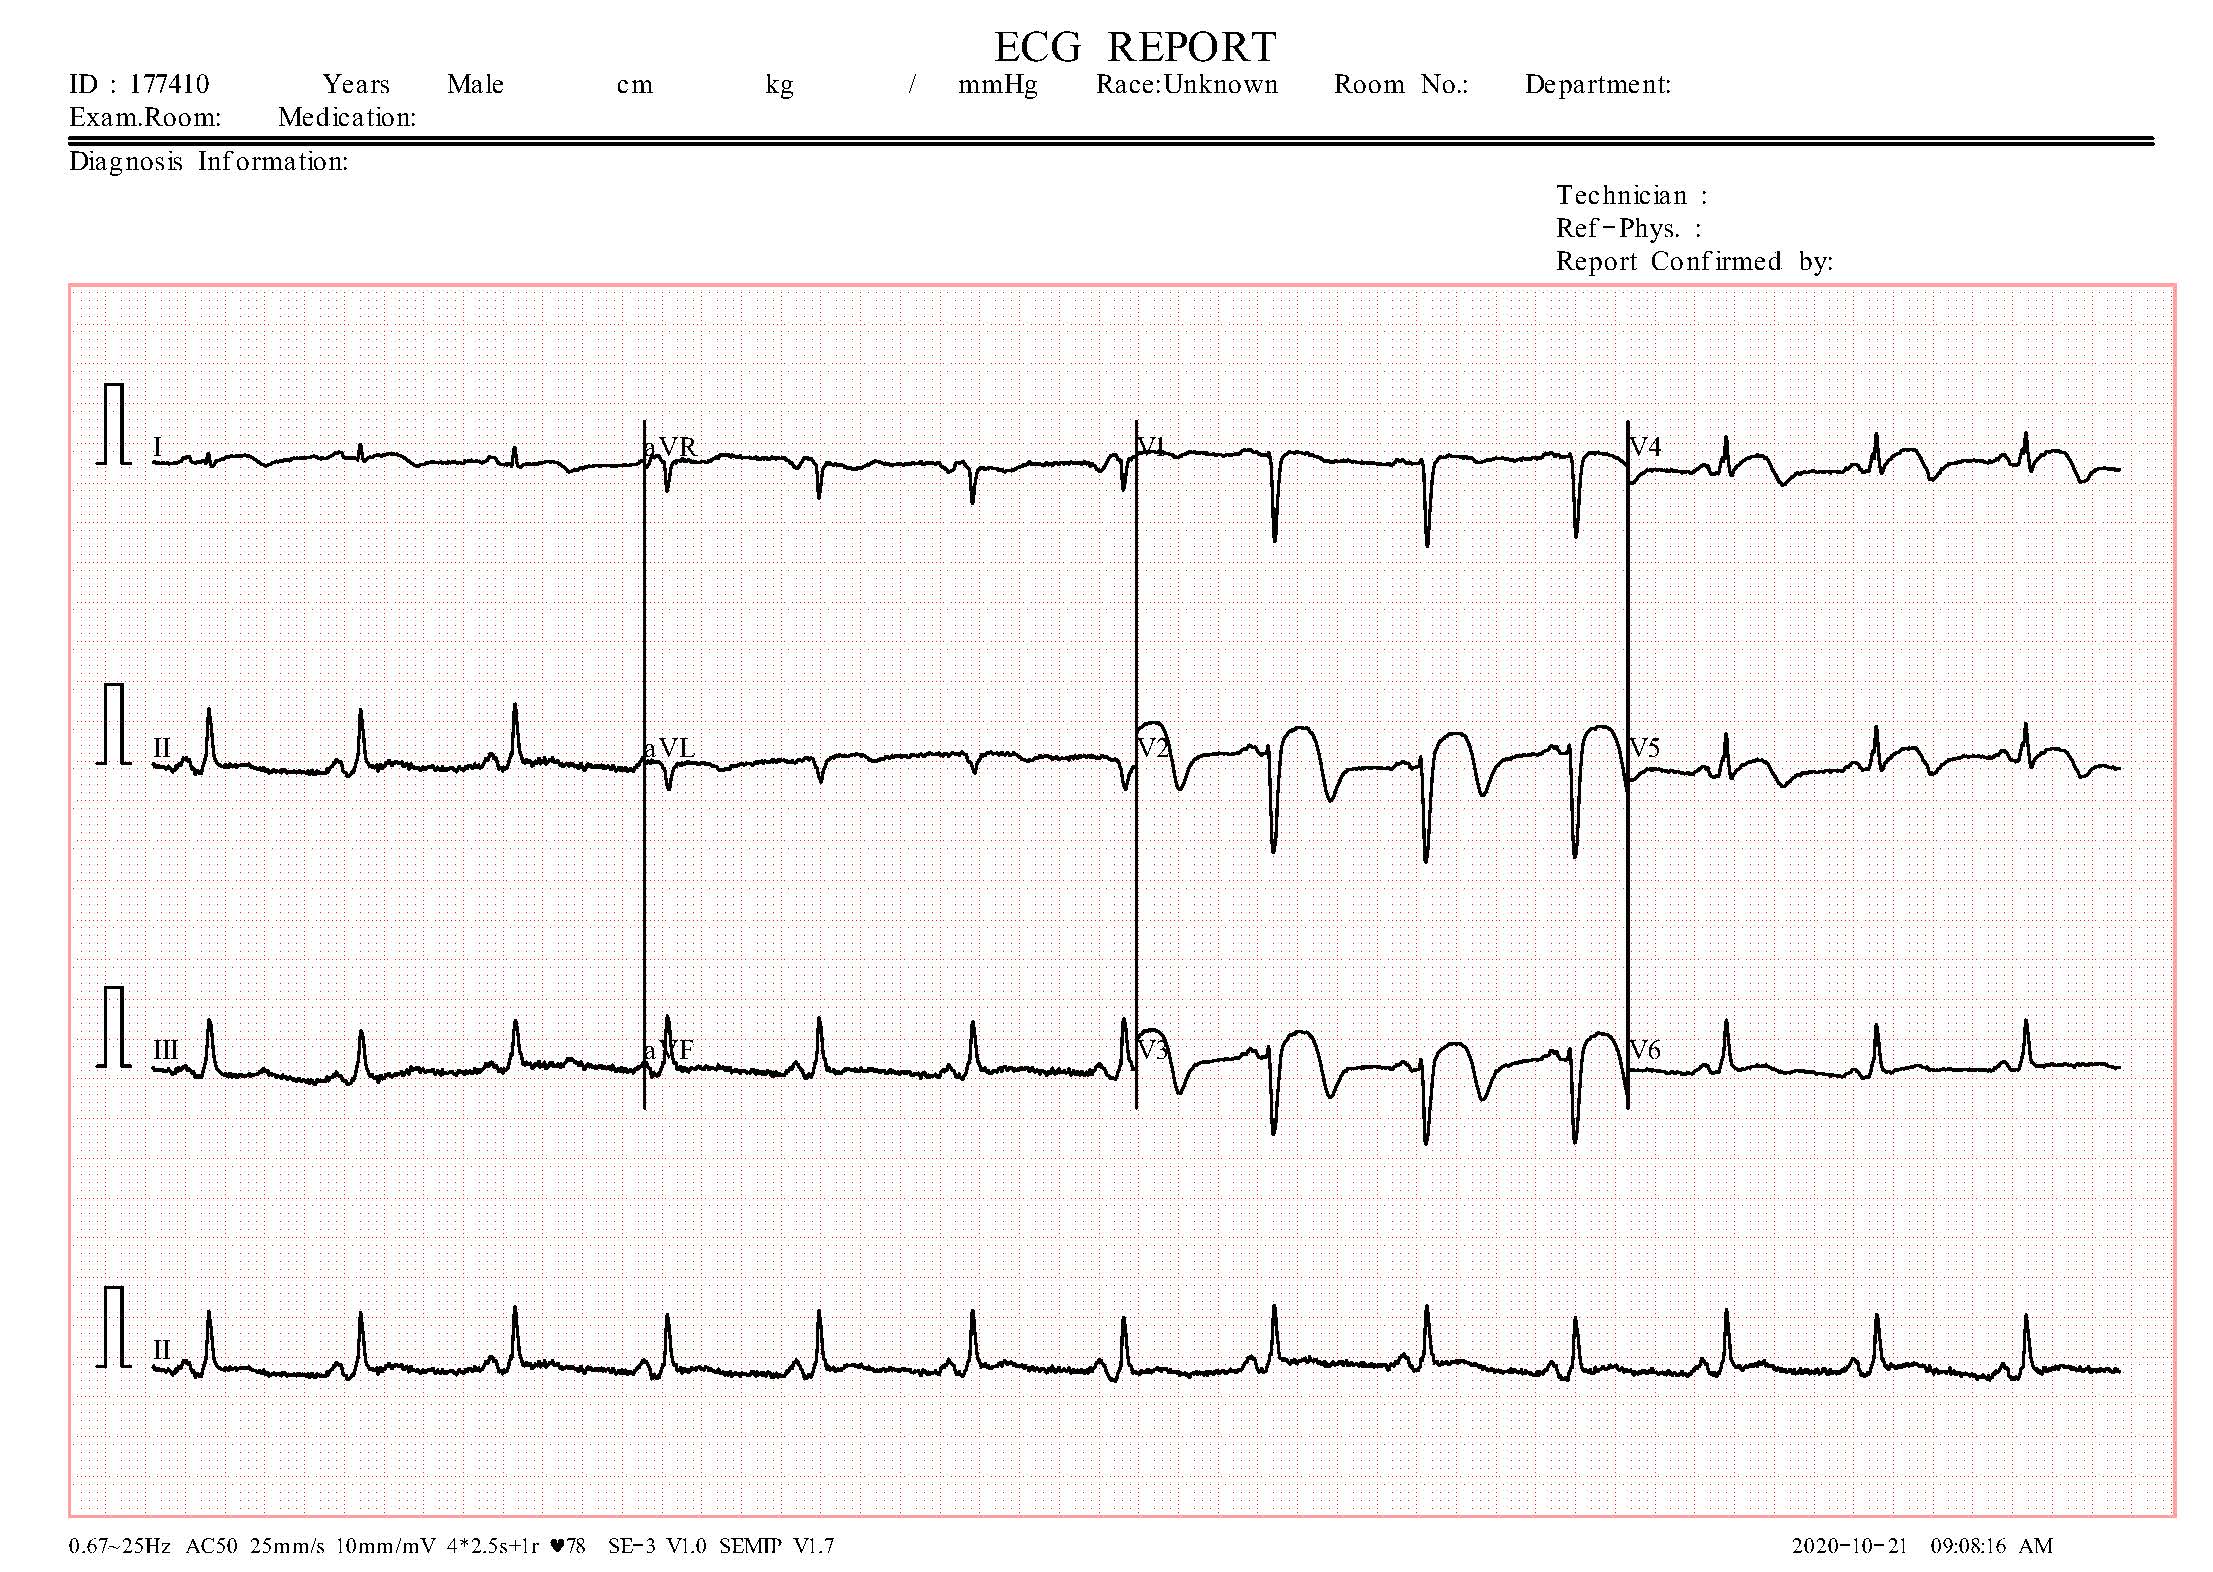 ECG REPORT
ID : 177410 Years Male cm kg / mmHg Race:Unknown Room No.: Department:
Exam.Room: Medication:
Diagnosis Information:
Technician :
Ref-Phys. :
Report Confirmed by:
I aVR V1 V4
II aVL V2 V5
III aVF V3 V6
II
0.67~25Hz AC50 25mm/s 10mm/mV 4*2.5s+1r ♥78 SE-3 V1.0 SEMIP V1.7 2020-10-21 09:08:16 AM